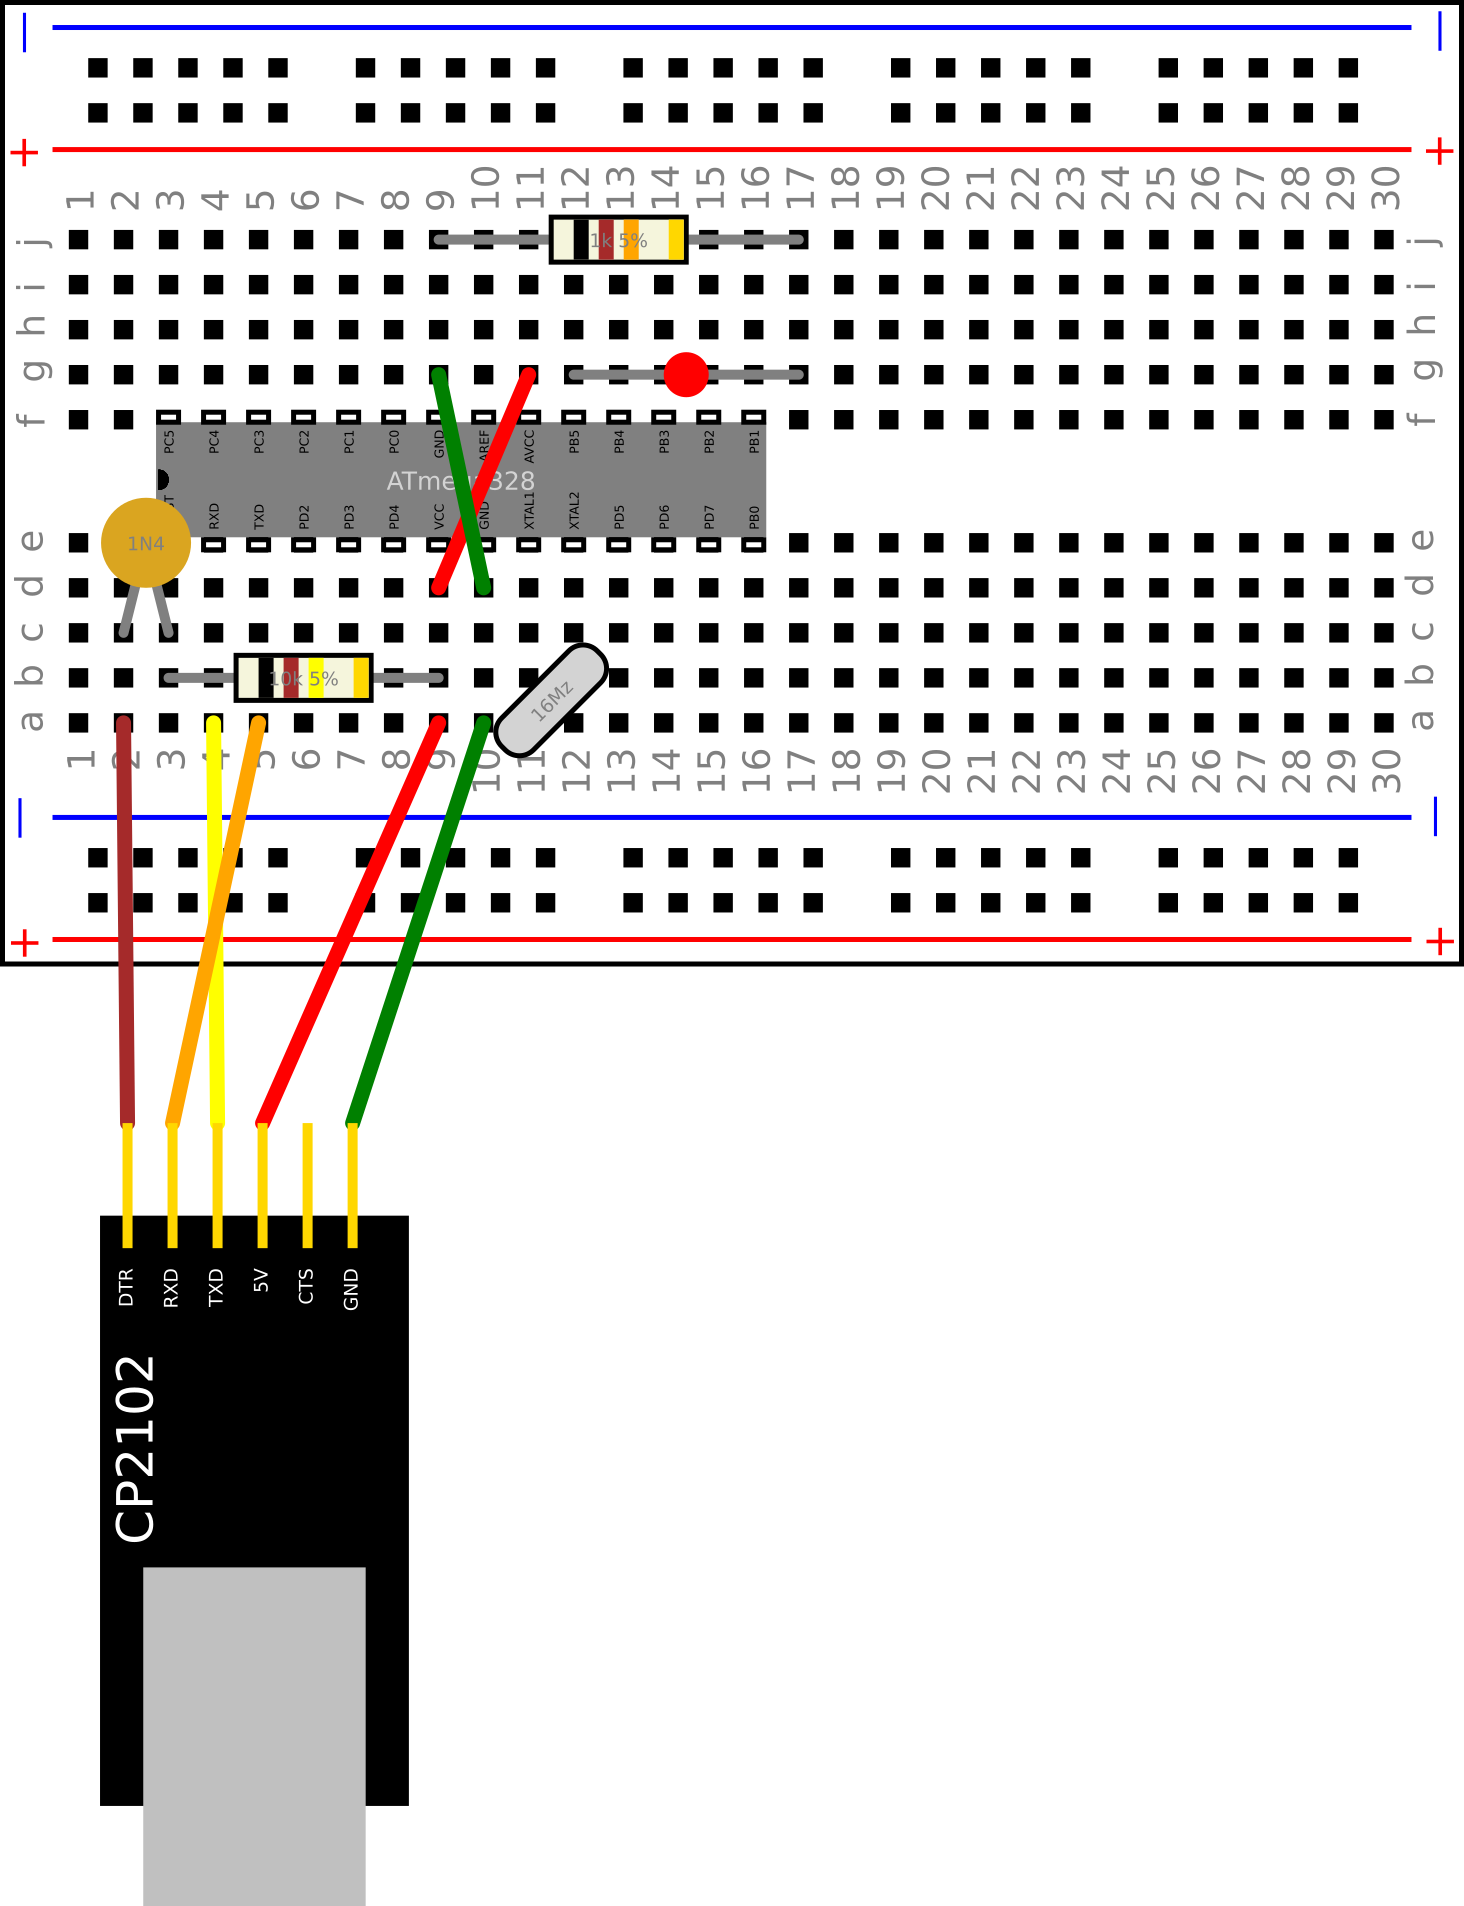 1 2 3 4 5 6 7 8 9 10 11 12 13 14 15 16 17 18 19 20 21 22 23 24 25 26 27 28 29 30
j 1k 5% j
i i
h h
g g
f f
PC5 PC4 PC3 PC2 PC1 PC0 GND AREF AVCC PB5 PB4 PB3 PB2 PB1
RXD TXD PD2 PD3 PD4 VCC GND XTAL1 XTAL2 PD5 PD6 PD7 PB0
e 1N4 e
d d
c c
b 10k 5% b
16Mz
a a
1 2 3 4 5 6 7 8 9 10 11 12 13 14 15 16 17 18 19 20 21 22 23 24 25 26 27 28 29 30
DTR RXD TXD 5V CTS GND
CP2102